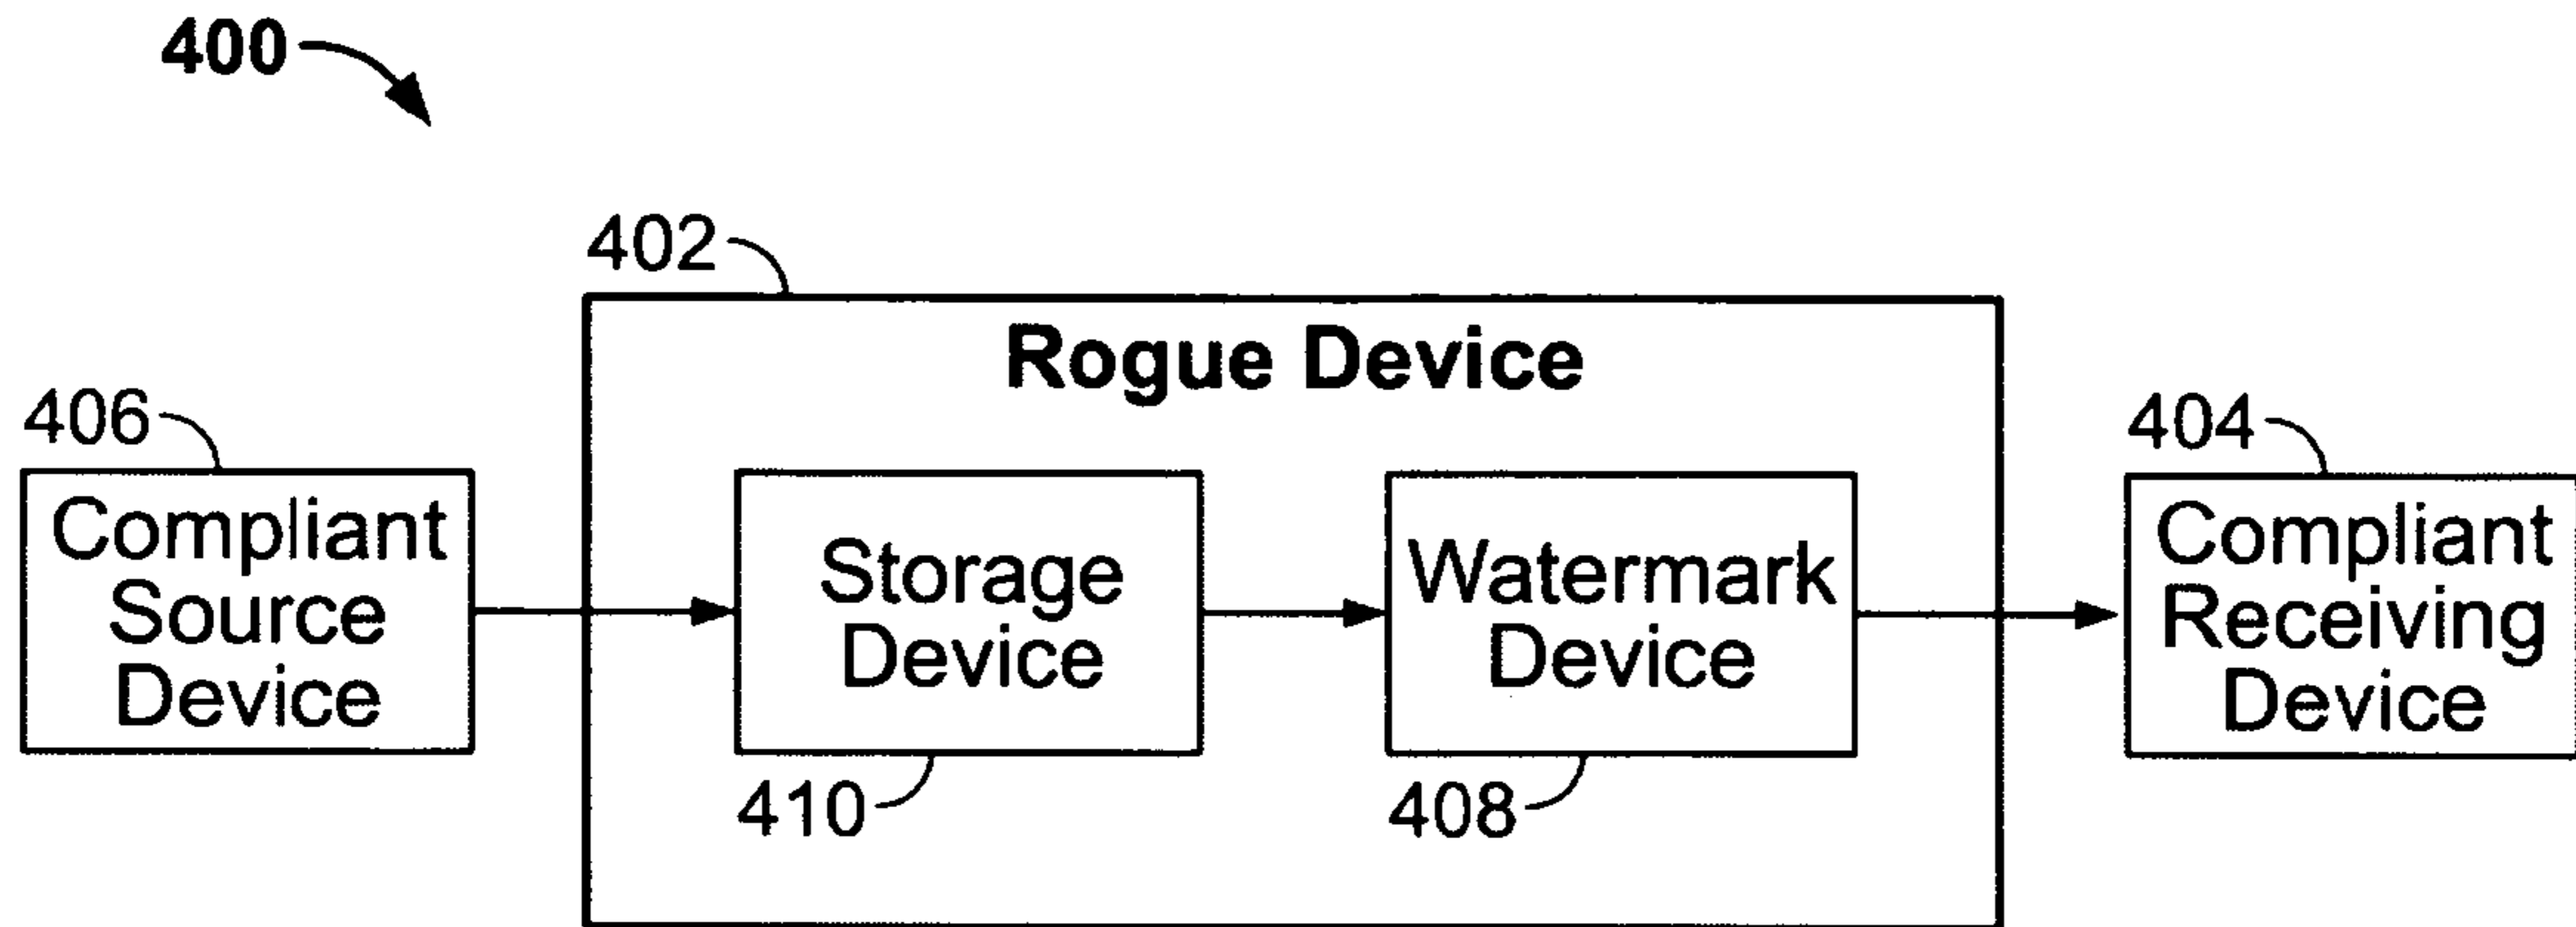 400
402
Rogue Device
406
Compliant
Source
Device
Storage
Device
410
Watermark
Device
408
404
Compliant
Receiving
Device